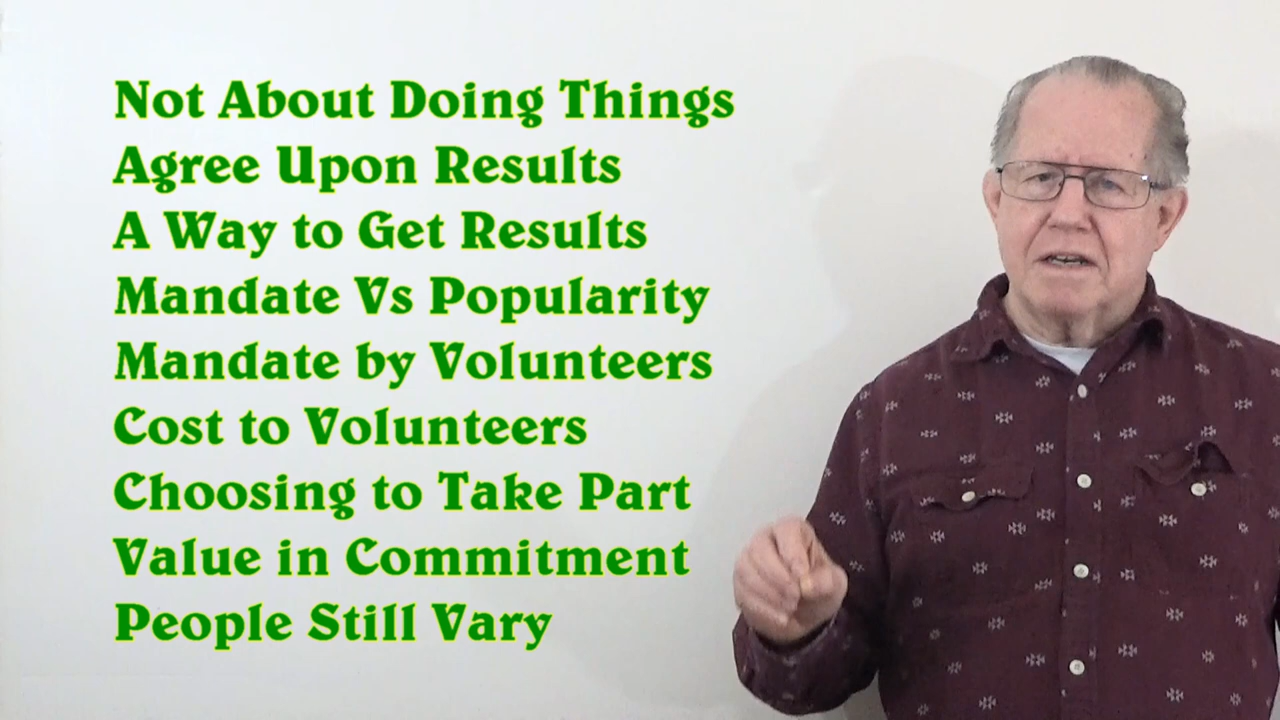 Not About Doing Things
Agree Upon Results
A Way to Get Results
Mandate Vs Popularity
Mandate by Volunteers
Cost to Volunteers
Choosing to Take Part
Value in Commitment
People Still Vary